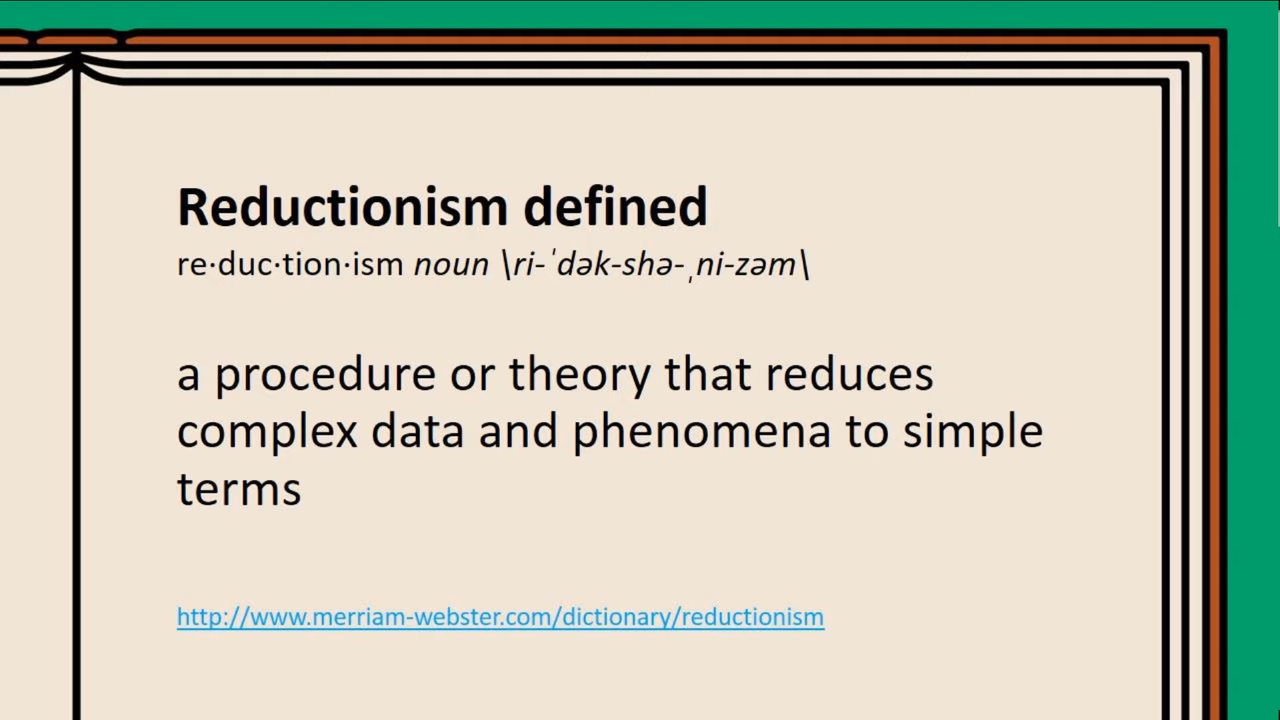 Reductionism defined
re·duc·tion·ism noun \ri-ˈdək-shə-ˌni-zəm\
a procedure or theory that reduces
complex data and phenomena to simple
terms
http://www.merriam-webster.com/dictionary/reductionism